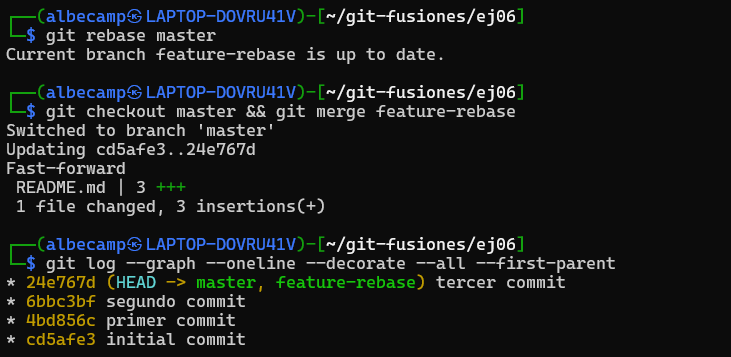 ┌──(albecamp㉿LAPTOP-DOVRU41V)-[~/git-fusiones/ej06]
└─$ git rebase master
Current branch feature-rebase is up to date.
┌──(albecamp㉿LAPTOP-DOVRU41V)-[~/git-fusiones/ej06]
└─$ git checkout master && git merge feature-rebase
Switched to branch 'master'
Updating cd5afe3..24e767d
Fast-forward
 README.md | 3 +++
 1 file changed, 3 insertions(+)
┌──(albecamp㉿LAPTOP-DOVRU41V)-[~/git-fusiones/ej06]
└─$ git log --graph --oneline --decorate --all --first-parent
* 24e767d (HEAD -> master, feature-rebase) tercer commit
* 6bbc3bf segundo commit
* 4bd856c primer commit
* cd5afe3 initial commit